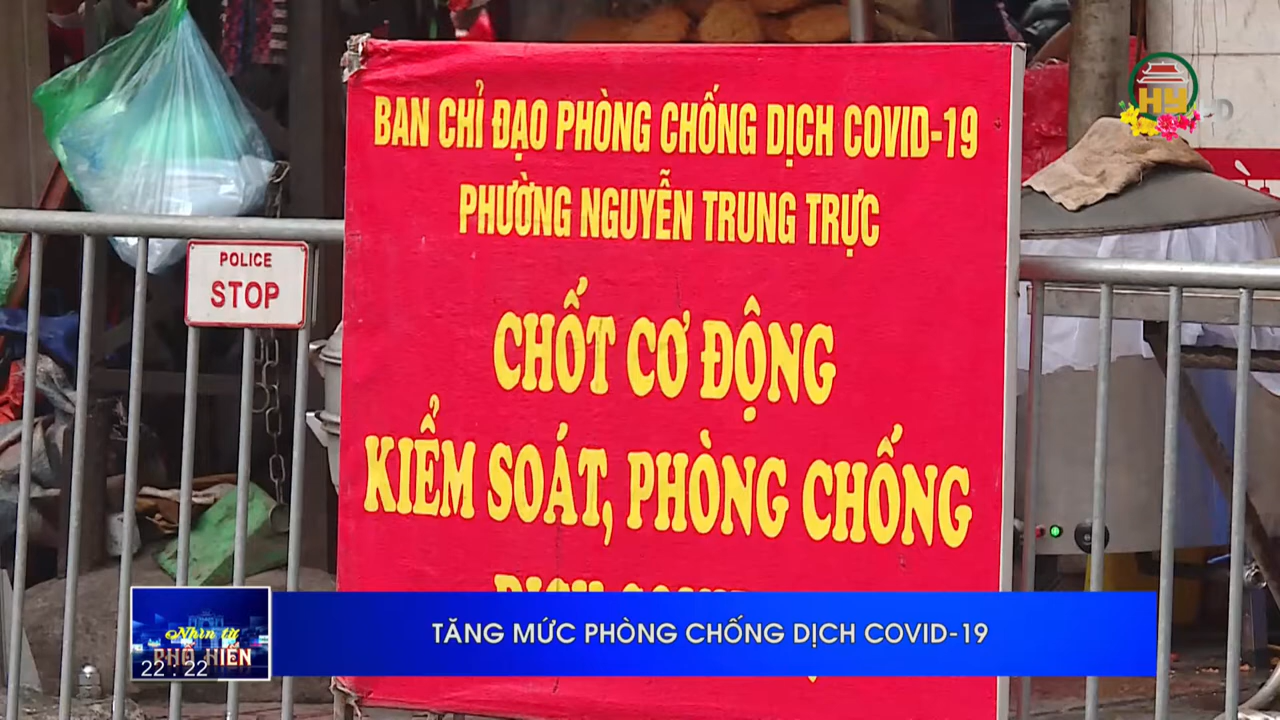 BAN CHỈ ĐẠO PHÒNG CHỐNG DỊCH COVID-19
PHƯỜNG NGUYỄN TRUNG TRỰC
CHỐT CƠ ĐỘNG
KIỂM SOÁT, PHÒNG CHỐNG
POLICE
STOP
HY
Nhìn từ
PHỐ HIẾN
22:22
TĂNG MỨC PHÒNG CHỐNG DỊCH COVID-19